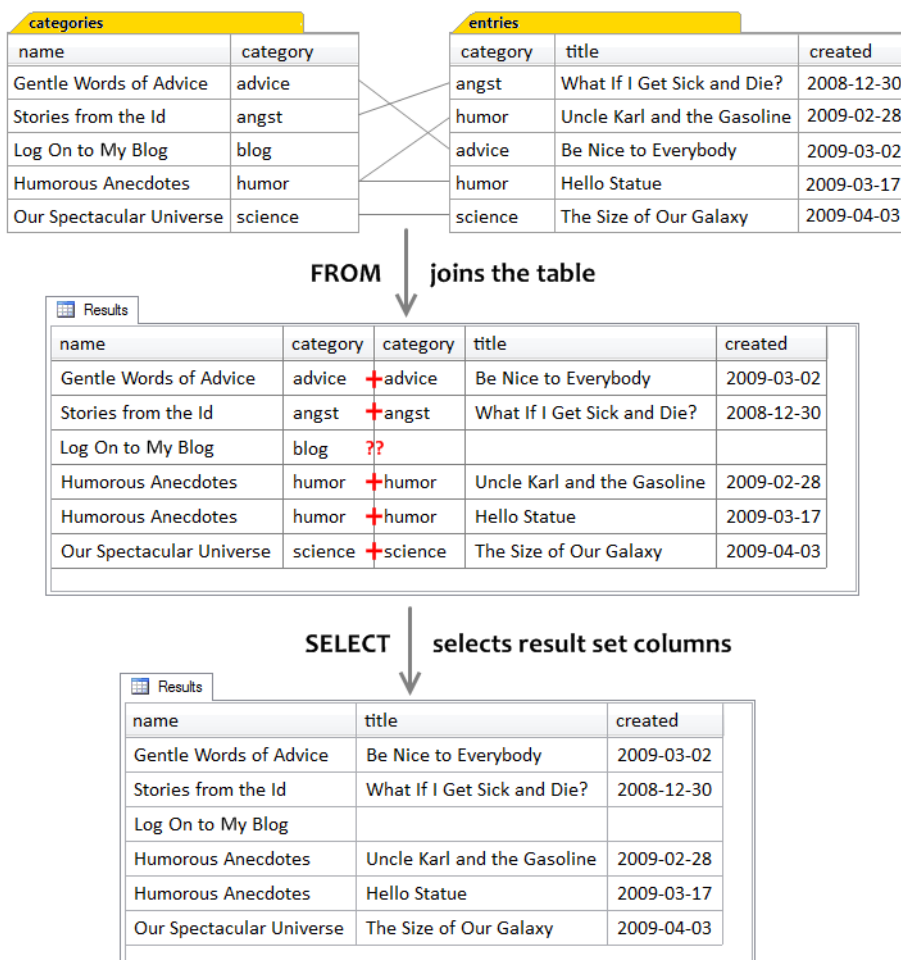 categories entries
name category category title created
Gentle Words of Advice advice angst What If I Get Sick and Die? 2008-12-30
Stories from the Id angst humor Uncle Karl and the Gasoline 2009-02-28
Log On to My Blog blog advice Be Nice to Everybody 2009-03-02
Humorous Anecdotes humor humor Hello Statue 2009-03-17
Our Spectacular Universe science science The Size of Our Galaxy 2009-04-03
FROM joins the table
Results
name category category title created
Gentle Words of Advice advice +advice Be Nice to Everybody 2009-03-02
Stories from the Id angst +angst What If I Get Sick and Die? 2008-12-30
Log On to My Blog blog ??
Humorous Anecdotes humor +humor Uncle Karl and the Gasoline 2009-02-28
Humorous Anecdotes humor +humor Hello Statue 2009-03-17
Our Spectacular Universe science +science The Size of Our Galaxy 2009-04-03
SELECT selects result set columns
Results
name title created
Gentle Words of Advice Be Nice to Everybody 2009-03-02
Stories from the Id What If I Get Sick and Die? 2008-12-30
Log On to My Blog
Humorous Anecdotes Uncle Karl and the Gasoline 2009-02-28
Humorous Anecdotes Hello Statue 2009-03-17
Our Spectacular Universe The Size of Our Galaxy 2009-04-03